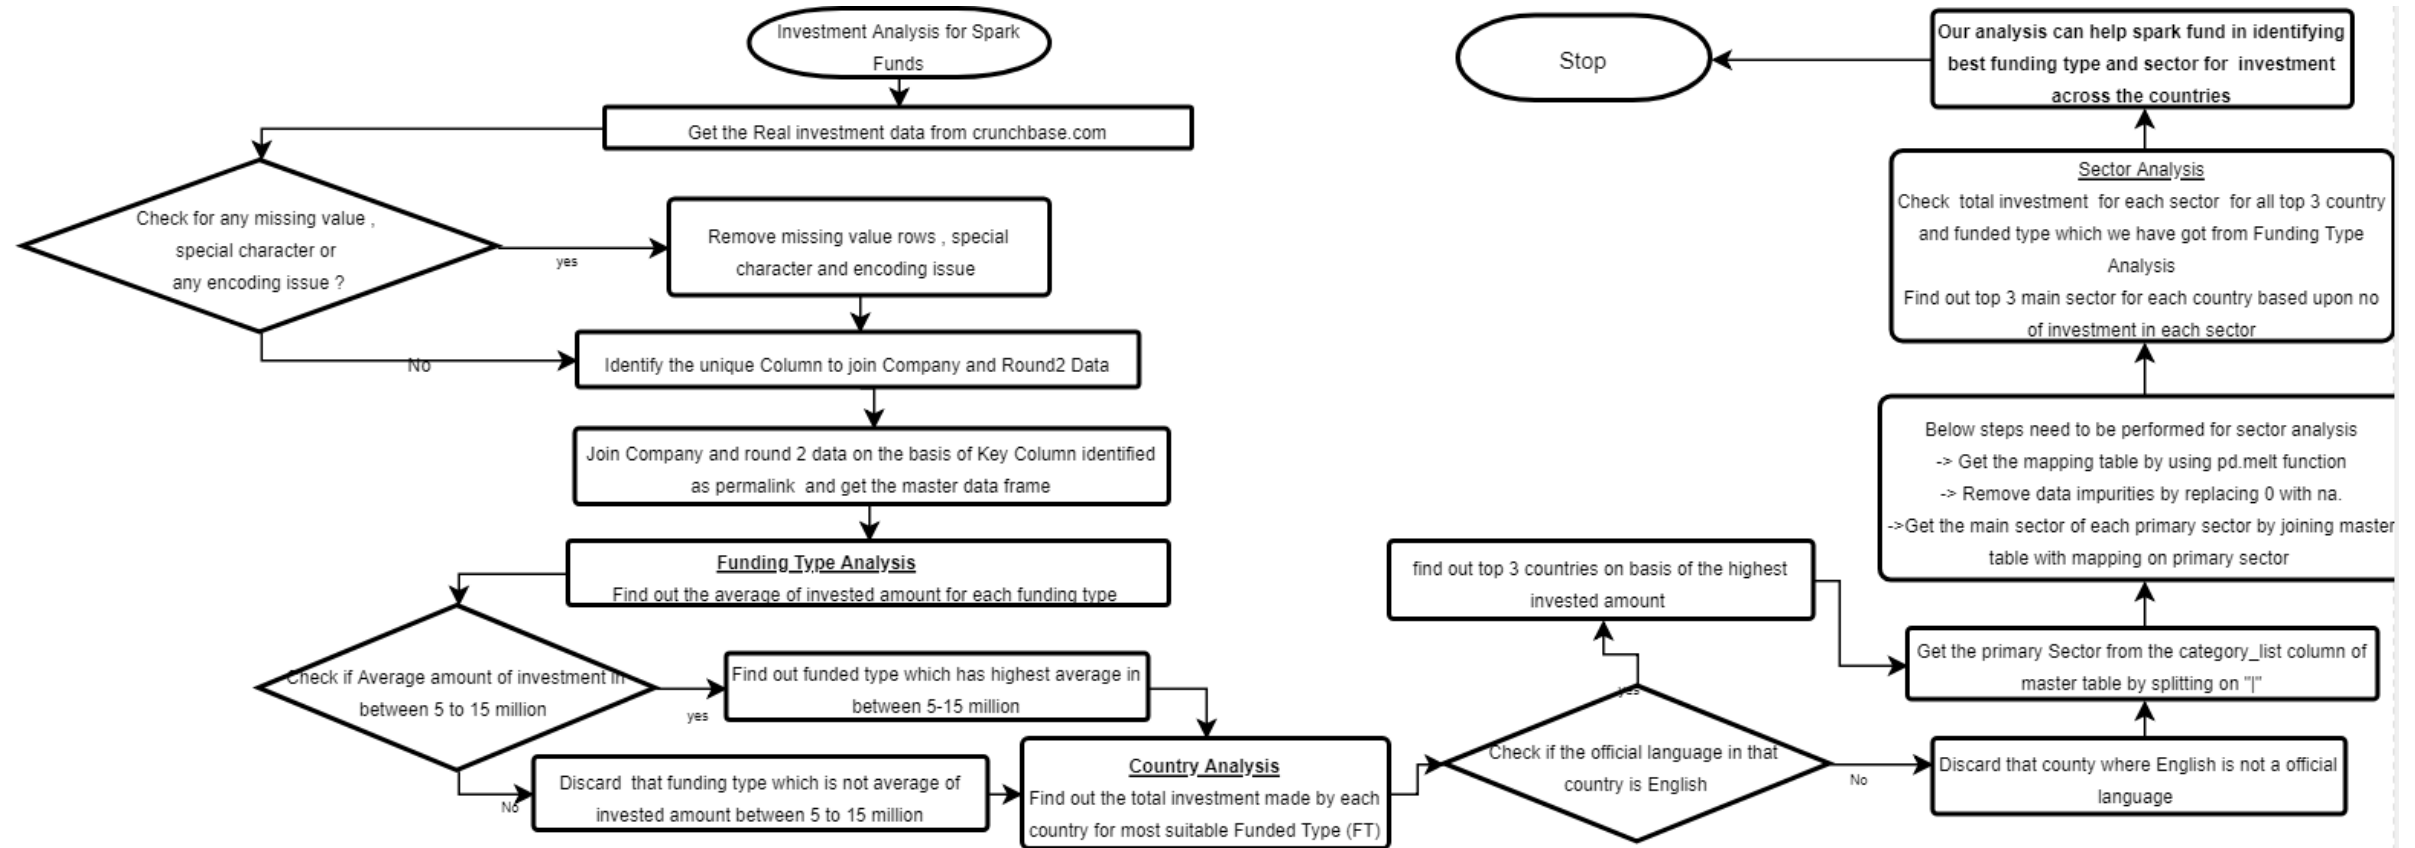 Investment Analysis for Spark
Funds
Get the Real investment data from crunchbase.com
Check for any missing value ,
special character or
any encoding issue ?
yes
Remove missing value rows , special
character and encoding issue
No
Identify the unique Column to join Company and Round2 Data
Join Company and round 2 data on the basis of Key Column identified
as permalink and get the master data frame
Funding Type Analysis
Find out the average of invested amount for each funding type
Check if Average amount of investment in
between 5 to 15 million
yes
Find out funded type which has highest average in
between 5-15 million
No
Discard that funding type which is not average of
invested amount between 5 to 15 million
Country Analysis
Find out the total investment made by each
country for most suitable Funded Type (FT)
Check if the official language in that
country is English
yes
find out top 3 countries on basis of the highest
invested amount
No
Discard that county where English is not a official
language
Get the primary Sector from the category_list column of
master table by splitting on "|"
Below steps need to be performed for sector analysis
-> Get the mapping table by using pd.melt function
-> Remove data impurities by replacing 0 with na.
->Get the main sector of each primary sector by joining master
table with mapping on primary sector
Sector Analysis
Check total investment for each sector for all top 3 country
and funded type which we have got from Funding Type
Analysis
Find out top 3 main sector for each country based upon no
of investment in each sector
Our analysis can help spark fund in identifying
best funding type and sector for investment
across the countries
Stop